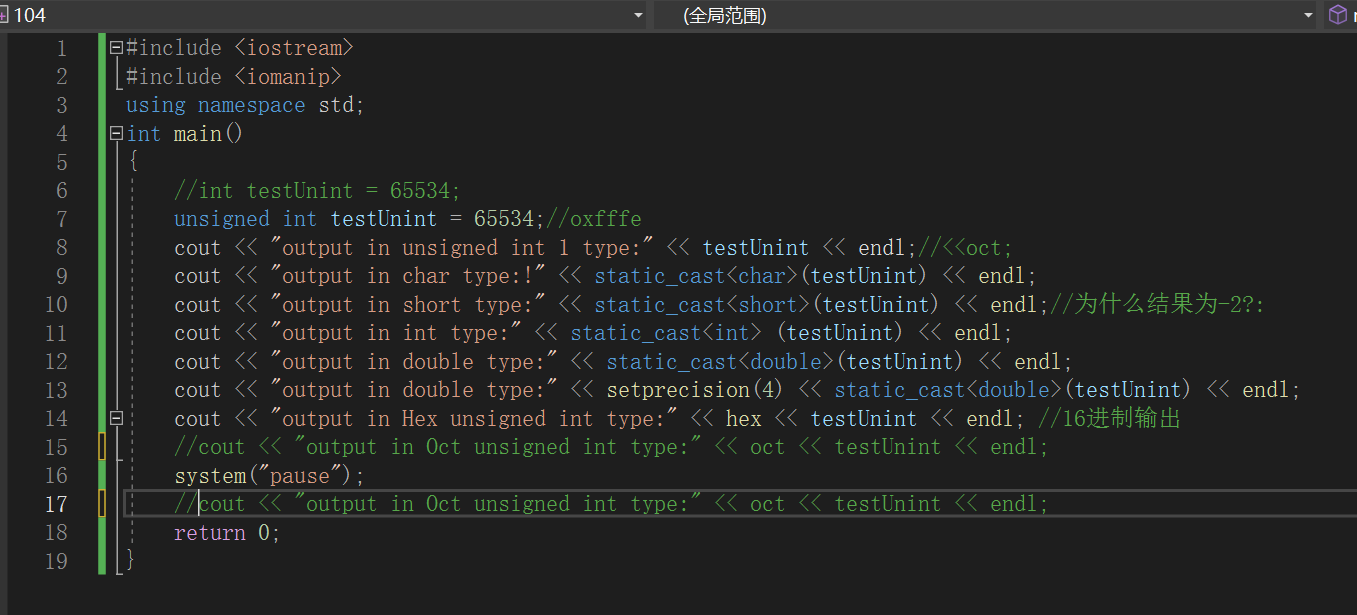 104 (全局范围)
1 #include <iostream>
2 #include <iomanip>
3 using namespace std;
4 int main()
5 {
6 //int testUnint = 65534;
7 unsigned int testUnint = 65534;//oxfffe
8 cout << "output in unsigned int 1 type:" << testUnint << endl;//<<oct;
9 cout << "output in char type:!" << static_cast<char>(testUnint) << endl;
10 cout << "output in short type:" << static_cast<short>(testUnint) << endl;//为什么结果为-2?:
11 cout << "output in int type:" << static_cast<int> (testUnint) << endl;
12 cout << "output in double type:" << static_cast<double>(testUnint) << endl;
13 cout << "output in double type:" << setprecision(4) << static_cast<double>(testUnint) << endl;
14 cout << "output in Hex unsigned int type:" << hex << testUnint << endl; //16进制输出
15 //cout << "output in Oct unsigned int type:" << oct << testUnint << endl;
16 system("pause");
17 //cout << "output in Oct unsigned int type:" << oct << testUnint << endl;
18 return 0;
19 }